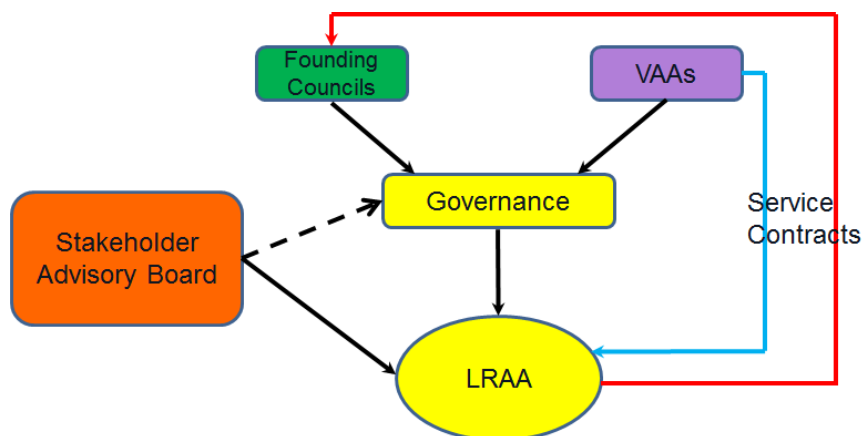 Founding
Councils
VAAs
Governance
Service
Contracts
Stakeholder
Advisory Board
LRAA